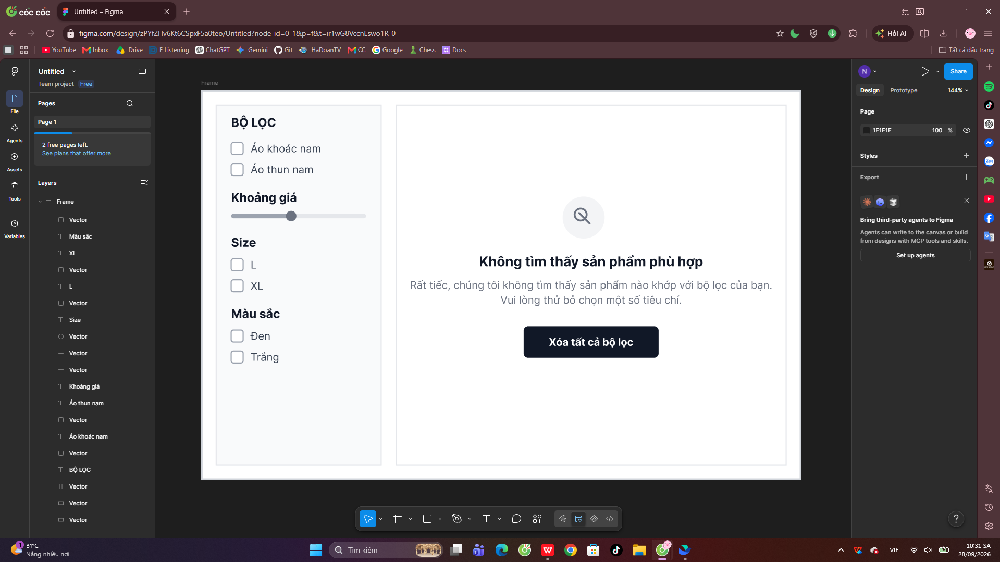 cốc cốc
Untitled – Figma
figma.com/design/zPYfZHv6Kt6CSpxF5a0teo/Untitled?node-id=0-1&p=f&t=ir1wG8VccnEswo1R-0
Hỏi AI
YouTube
Inbox
Drive
E Listening
ChatGPT
Gemini
Git
HaDoanTV
CC
Google
Chess
Docs
Tất cả dấu trang
File
Agents
Assets
Tools
Variables
Untitled
Team project Free
Pages
Page 1
2 free pages left.
See plans that offer more
Layers
Frame
Vector
Màu sắc
XL
Vector
L
Vector
Size
Vector
Vector
Vector
Khoảng giá
Áo thun nam
Vector
Áo khoác nam
Vector
BỘ LỌC
Vector
Vector
Vector
Frame
BỘ LỌC
Áo khoác nam
Áo thun nam
Khoảng giá
Size
L
XL
Màu sắc
Đen
Trắng
Không tìm thấy sản phẩm phù hợp
Rất tiếc, chúng tôi không tìm thấy sản phẩm nào khớp với bộ lọc của bạn.
Vui lòng thử bỏ chọn một số tiêu chí.
Xóa tất cả bộ lọc
N
Share
Design
Prototype
144%
Page
1E1E1E
100 %
Styles
Export
Bring third-party agents to Figma
Agents can write to the canvas or build
from designs with MCP tools and skills.
Set up agents
Zalo
?
1
31°C
Nắng nhiều nơi
Tìm kiếm
VIE
10:31 SA
28/09/2026